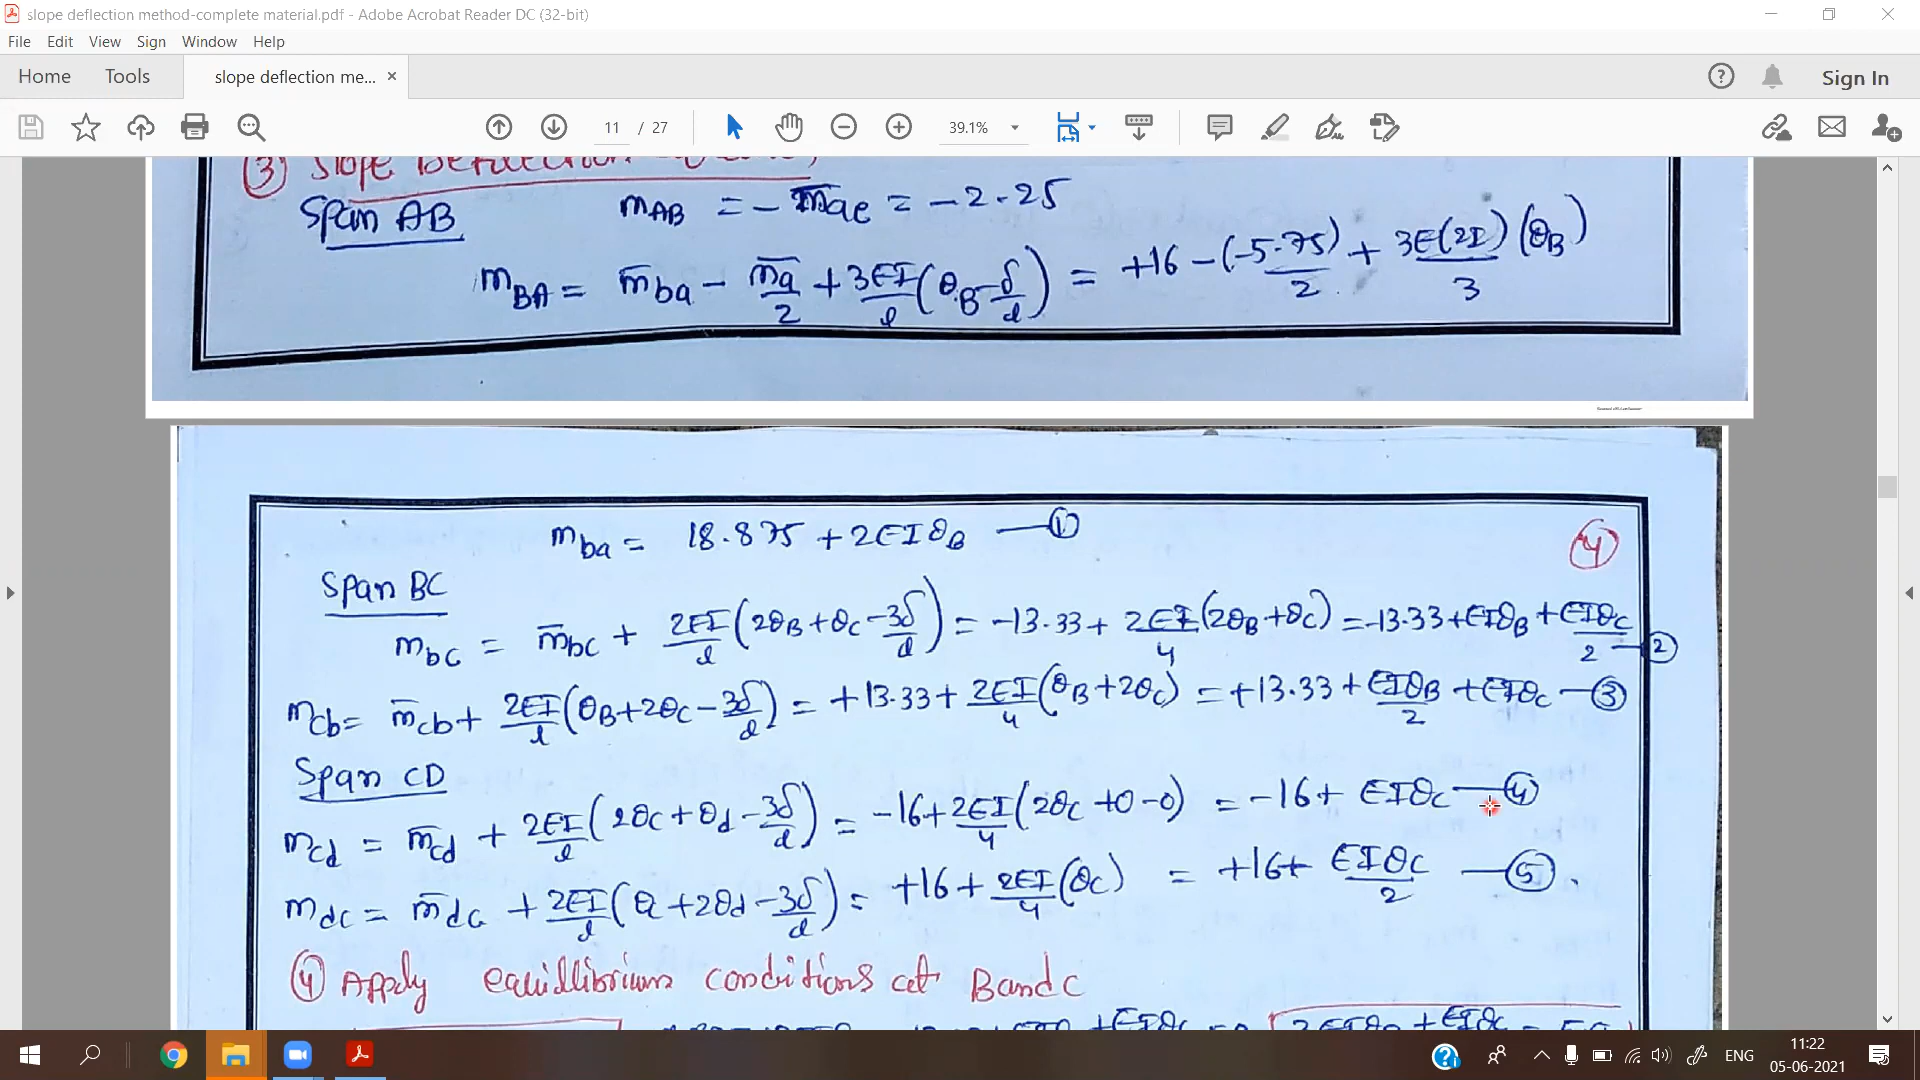 slope deflection method-complete material.pdf - Adobe Acrobat Reader DC (32-bit)
File Edit View Sign Window Help
Home Tools slope deflection me... × Sign In
11 / 27 39.1%
③ Slope Deflection
Span AB mAB = - m̅ae = -2.25
mBA = m̅ba - m̅a/2 + 3EI/l (θB - δ/l) = +16 - (-5.75)/2 + 3E(2I)/3 (θB)
mba = 18.875 + 2EIθB — ①
④
Span BC
mbc = m̅bc + 2EI/l (2θB + θC - 3δ/l) = -13.33 + 2EI/4 (2θB + θC) = -13.33 + EIθB + EIθC/2 — ②
mcb = m̅cb + 2EI/l (θB + 2θC - 3δ/l) = +13.33 + 2EI/4 (θB + 2θC) = +13.33 + EIθB/2 + EIθC — ③
Span CD
mcd = m̅cd + 2EI/l (2θC + θd - 3δ/l) = -16 + 2EI/4 (2θC + 0 - 0) = -16 + EIθC — ④
mdc = m̅dc + 2EI/l (θc + 2θd - 3δ/l) = +16 + 2EI/4 (θC) = +16 + EIθC/2 — ⑤
④ Apply equillibrium conditions at B and C
ENG 11:22
05-06-2021